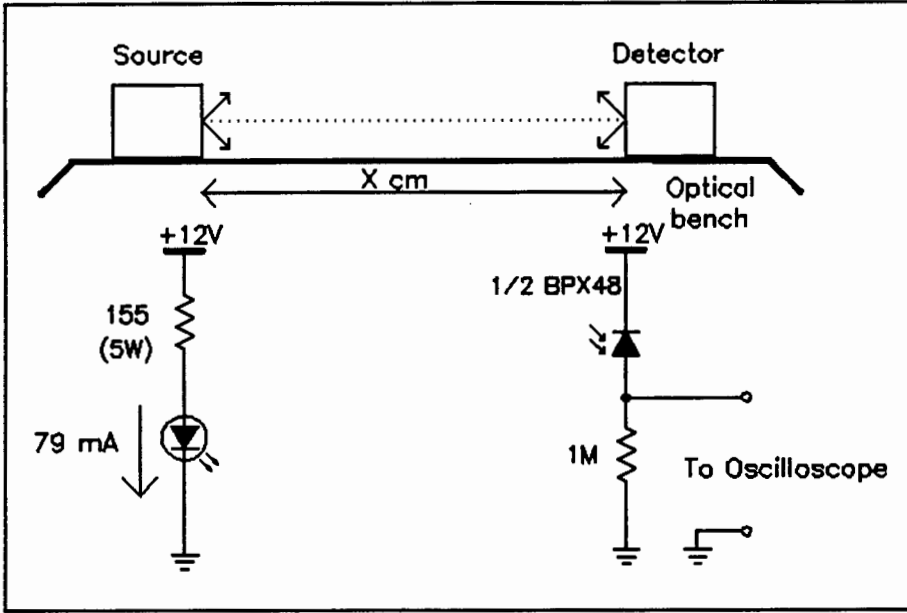 Source
Detector
X cm
Optical
bench
+12V
+12V
1/2 BPX48
155
(5W)
79 mA
1M
To Oscilloscope